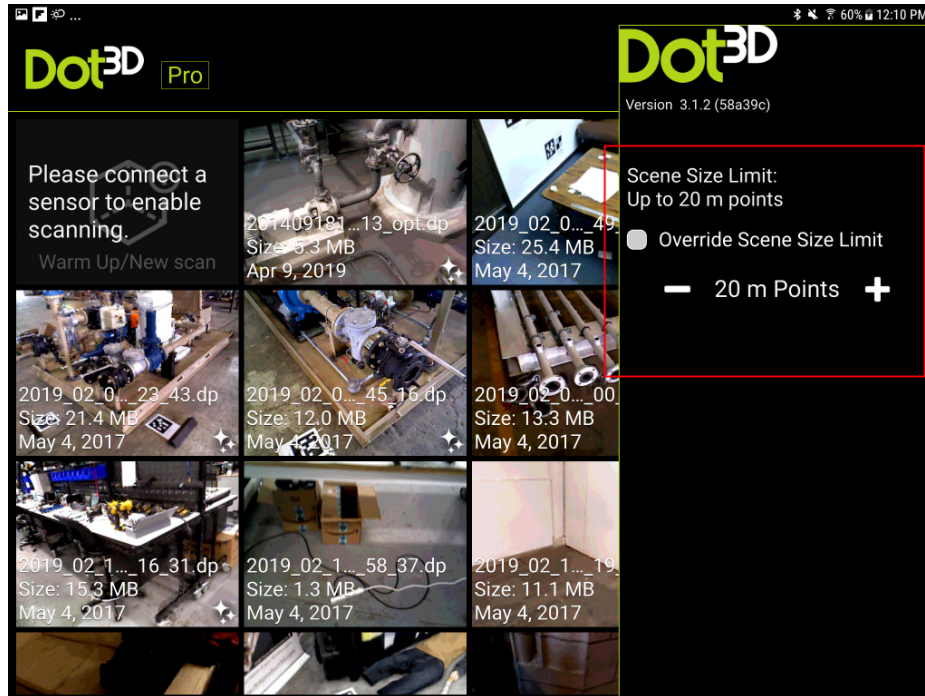 ...
60% 12:10 PM
Dot3D Pro
Dot3D
Version 3.1.2 (58a39c)
Scene Size Limit:
Up to 20 m points
Override Scene Size Limit
20 m Points
Please connect a
sensor to enable
scanning.
Warm Up/New scan
201409181...13_opt.dp
Size: 5.3 MB
Apr 9, 2019
2019_02_0..._49_
Size: 25.4 MB
May 4, 2017
2019_02_0..._23_43.dp
Size: 21.4 MB
May 4, 2017
2019_02_0..._45_16.dp
Size: 12.0 MB
May 4, 2017
2019_02_0..._00_
Size: 13.3 MB
May 4, 2017
2019_02_1..._16_31.dp
Size: 15.3 MB
May 4, 2017
2019_02_1..._58_37.dp
Size: 1.3 MB
May 4, 2017
2019_02_1..._19_
Size: 11.1 MB
May 4, 2017